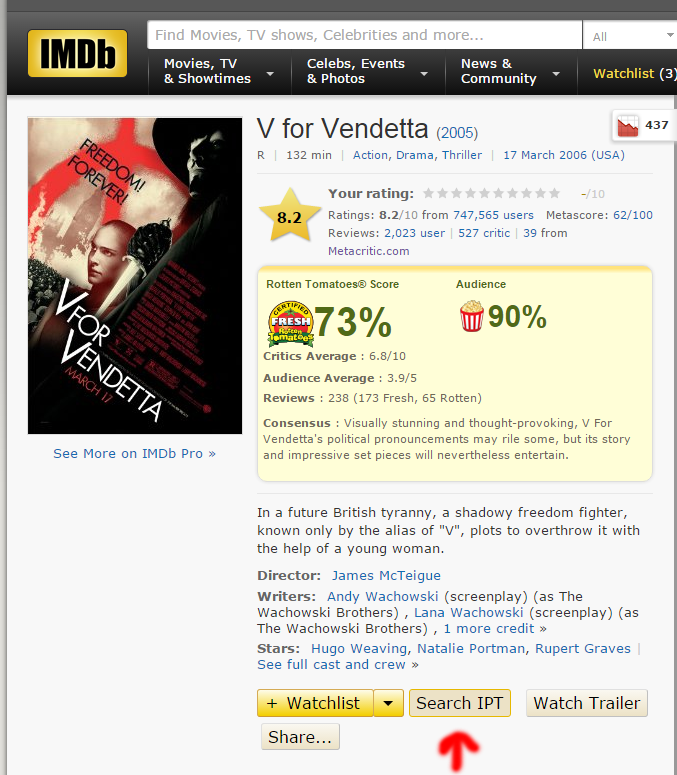 IMDb
Find Movies, TV shows, Celebrities and more...
All
Movies, TV
& Showtimes
Celebs, Events
& Photos
News &
Community
Watchlist (3)
V for Vendetta (2005)
437
R | 132 min | Action, Drama, Thriller | 17 March 2006 (USA)
FREEDOM!
FOREVER!
V FOR
VENDETTA
MARCH 17
8.2
Your rating:
-/10
Ratings: 8.2/10 from 747,565 users Metascore: 62/100
Reviews: 2,023 user | 527 critic | 39 from
Metacritic.com
Rotten Tomatoes® Score
Audience
CERTIFIED
FRESH
Rotten
Tomatoes
73%
90%
Critics Average : 6.8/10
Audience Average : 3.9/5
Reviews : 238 (173 Fresh, 65 Rotten)
Consensus : Visually stunning and thought-provoking, V For
Vendetta's political pronouncements may rile some, but its story
and impressive set pieces will nevertheless entertain.
See More on IMDb Pro »
In a future British tyranny, a shadowy freedom fighter,
known only by the alias of "V", plots to overthrow it with
the help of a young woman.
Director: James McTeigue
Writers: Andy Wachowski (screenplay) (as The
Wachowski Brothers) , Lana Wachowski (screenplay) (as
The Wachowski Brothers) , 1 more credit »
Stars: Hugo Weaving, Natalie Portman, Rupert Graves |
See full cast and crew »
+ Watchlist
Search IPT
Watch Trailer
Share...